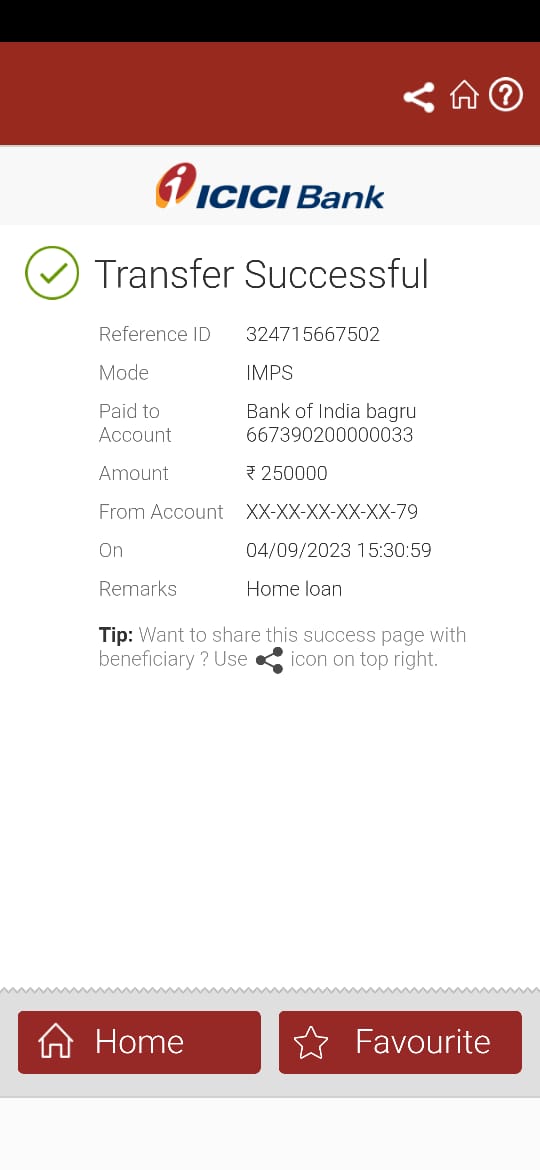 ICICI Bank
Transfer Successful
Reference ID 324715667502
Mode IMPS
Paid to Bank of India bagru
Account 667390200000033
Amount ₹ 250000
From Account XX-XX-XX-XX-XX-79
On 04/09/2023 15:30:59
Remarks Home loan
Tip: Want to share this success page with
beneficiary ? Use icon on top right.
Home Favourite